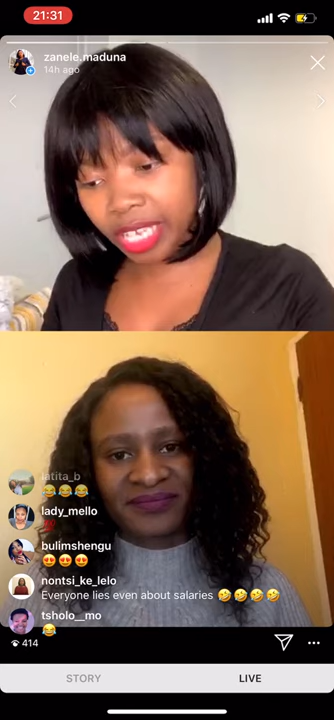 21:31
zanele.maduna
14h ago
latita_b
😂😂😂
lady_mello
💯
bulimshengu
😍😍😍
nontsi_ke_lelo
Everyone lies even about salaries 🤣🤣🤣🤣
tsholo__mo
😂
414
STORY
LIVE